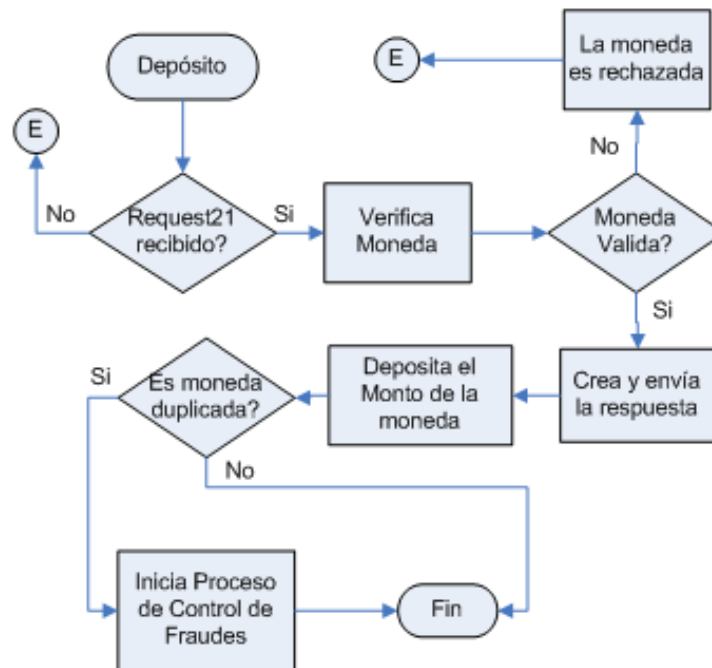 Depósito
E
La moneda
es rechazada
E
No
No
Request21
recibido?
Si
Verifica
Moneda
Moneda
Valida?
Si
Si
Es moneda
duplicada?
Deposita el
Monto de la
moneda
Crea y envía
la respuesta
No
Inicia Proceso
de Control de
Fraudes
Fin